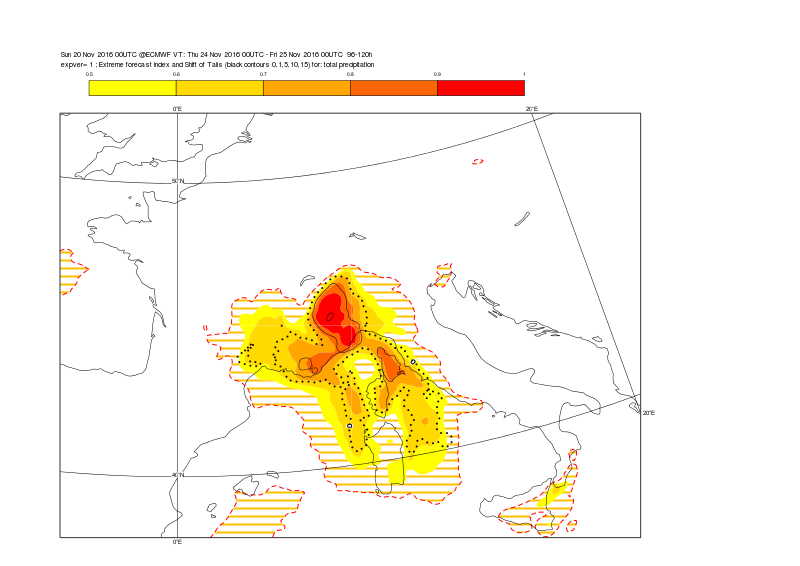 Sun 20 Nov 2016 00UTC @ECMWF VT: Thu 24 Nov 2016 00UTC - Fri 25 Nov 2016 00UTC 96-120h
expver= 1 ; Extreme forecast index and Shift of Tails (black contours 0,1,5,10,15) for: total precipitation
0.5 0.6 0.7 0.8 0.9 1
0°E 20°E
50°N
20°E
40°N
0°E